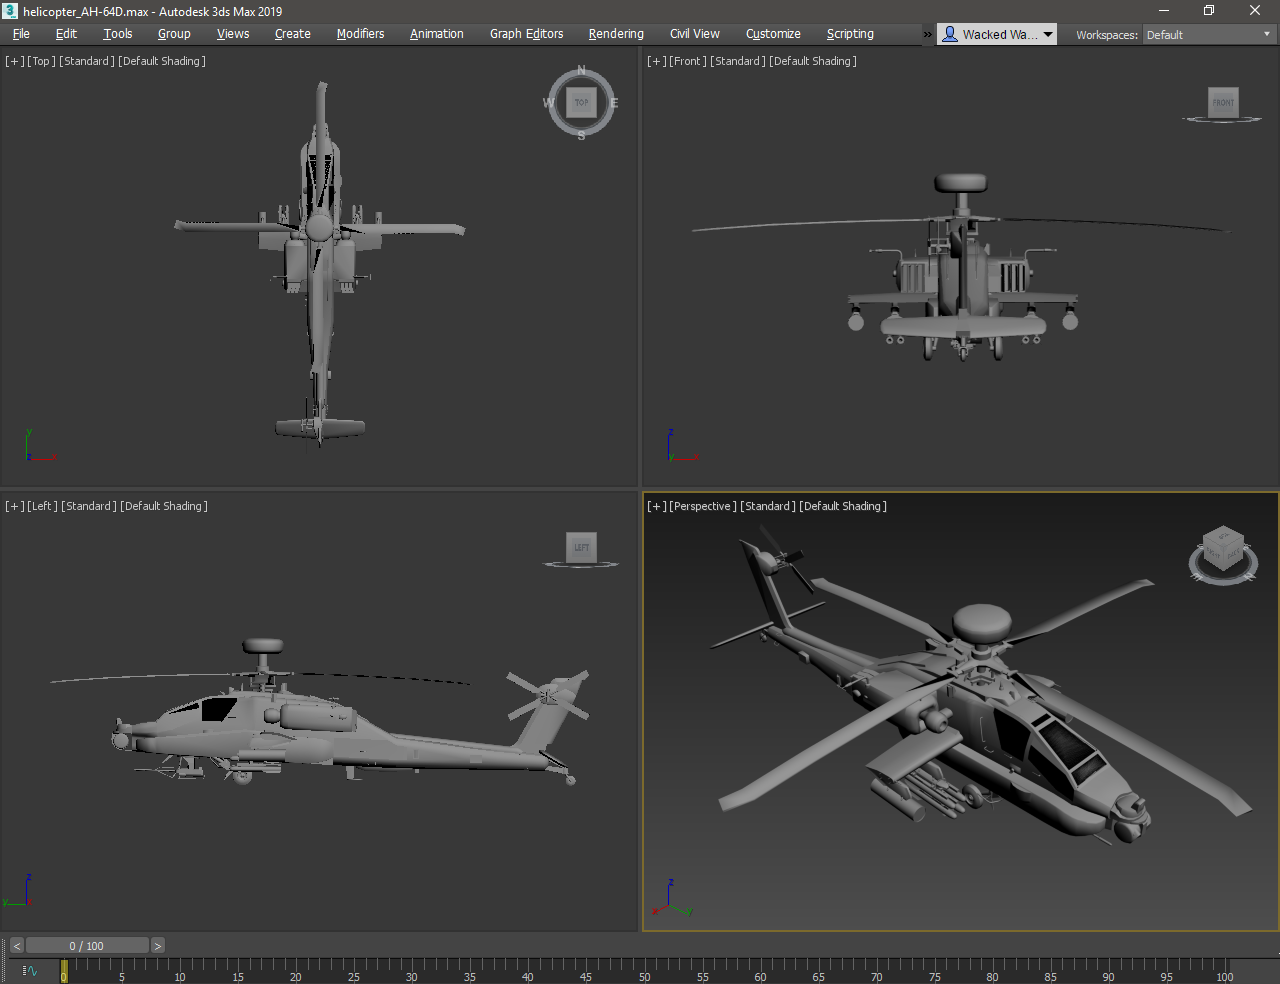 helicopter_AH-64D.max - Autodesk 3ds Max 2019
File Edit Tools Group Views Create Modifiers Animation Graph Editors Rendering Civil View Customize Scripting » Wacked Wa... Workspaces: Default
[+] [Top] [Standard] [Default Shading]
N
W TOP E
S
y
z x
[+] [Front] [Standard] [Default Shading]
FRONT
z
y x
[+] [Left] [Standard] [Default Shading]
LEFT
z
y x
[+] [Perspective] [Standard] [Default Shading]
z
x y
< 0 / 100 >
0 5 10 15 20 25 30 35 40 45 50 55 60 65 70 75 80 85 90 95 100